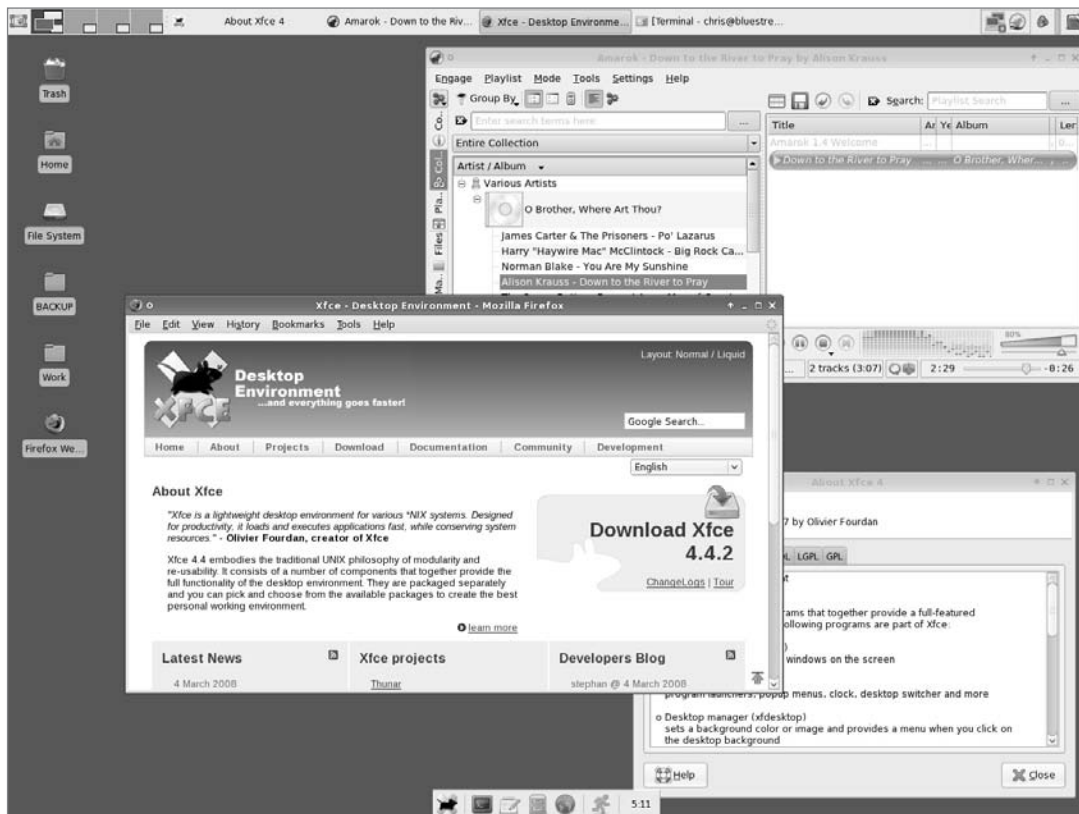 About Xfce 4
Amarok - Down to the Riv...
Xfce - Desktop Environme...
[Terminal - chris@bluestre...
Trash
Home
File System
BACKUP
Work
Firefox We...
Amarok - Down to the River to Pray by Alison Krauss
Engage Playlist Mode Tools Settings Help
Group By
Search: Playlist Search ...
Enter search terms here ...
Entire Collection
Artist / Album
Various Artists
O Brother, Where Art Thou?
James Carter & The Prisoners - Po' Lazarus
Harry "Haywire Mac" McClintock - Big Rock Ca...
Norman Blake - You Are My Sunshine
Alison Krauss - Down to the River to Pray
Co..
Col..
Pla..
Files
Ma..
Title Ar Ye Album Ler
Amarok 1.4 Welcome ... 0...
Down to the River to Pray ... ... O Brother, Wher... ...
80%
... 2 tracks (3:07) 2:29 -0:26
Xfce - Desktop Environment - Mozilla Firefox
File Edit View History Bookmarks Tools Help
Layout: Normal / Liquid
XFCE
Desktop
Environment
...and everything goes faster!
Google Search..
Home About Projects Download Documentation Community Development
English
About Xfce
"Xfce is a lightweight desktop environment for various *NIX systems. Designed
for productivity, it loads and executes applications fast, while conserving system
resources." - Olivier Fourdan, creator of Xfce
Xfce 4.4 embodies the traditional UNIX philosophy of modularity and
re-usability. It consists of a number of components that together provide the
full functionality of the desktop environment. They are packaged separately
and you can pick and choose from the available packages to create the best
personal working environment.
learn more
Download Xfce
4.4.2
ChangeLogs | Tour
Latest News
4 March 2008
Xfce projects
Thunar
Developers Blog
stephan @ 4 March 2008
About Xfce 4
7 by Olivier Fourdan
LGPL GPL
rams that together provide a full-featured
ollowing programs are part of Xfce:
windows on the screen
program launchers, popup menus, clock, desktop switcher and more
o Desktop manager (xfdesktop)
sets a background color or image and provides a menu when you click on
the desktop background
Help
Close
5:11